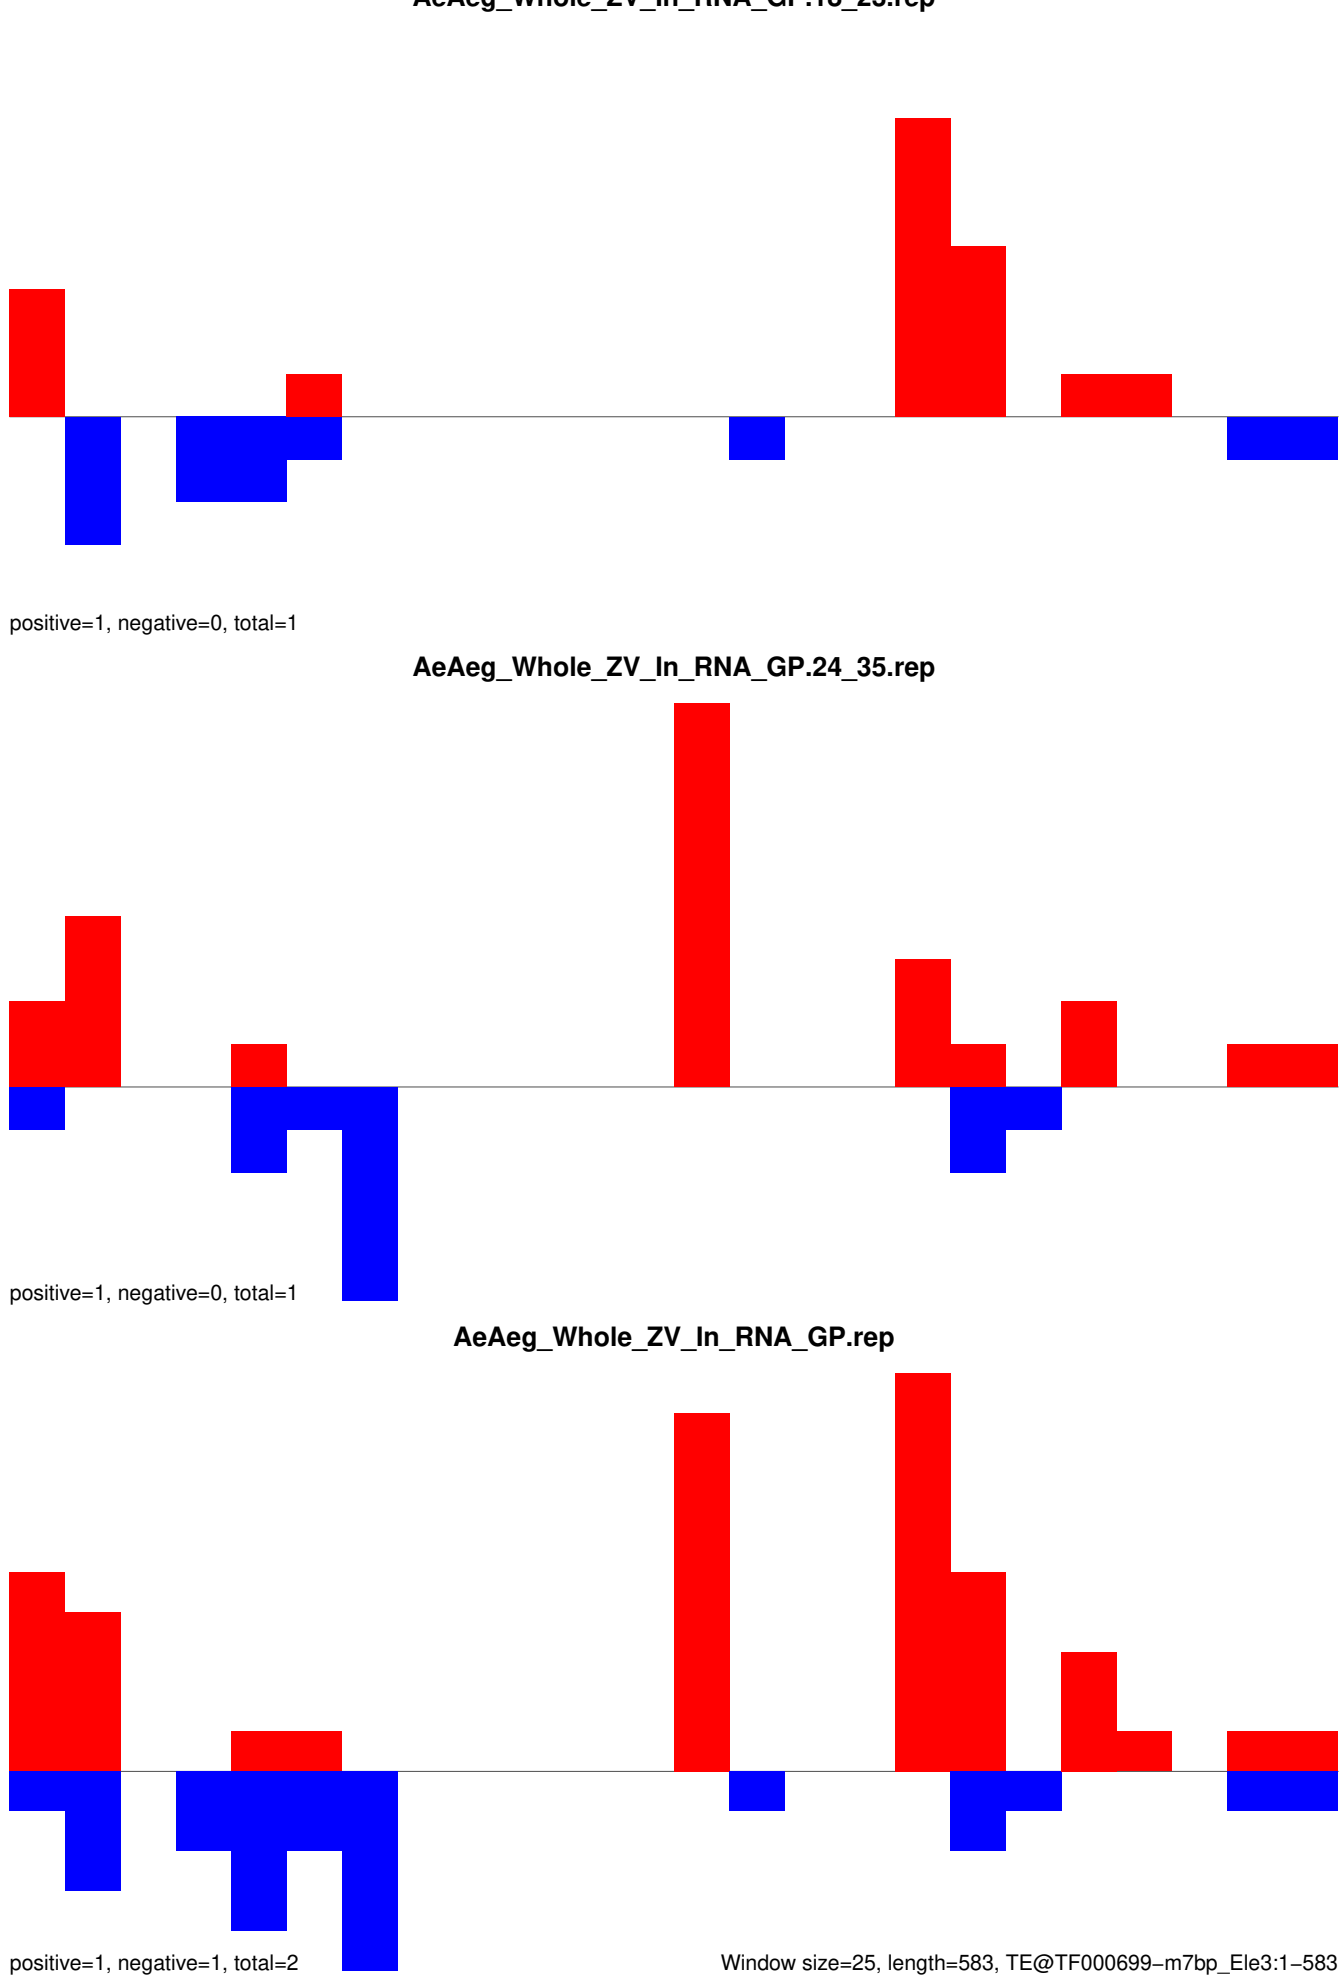 positive=1, negative=0, total=1
AeAeg_Whole_ZV_In_RNA_GP.24_35.rep
positive=1, negative=0, total=1
AeAeg_Whole_ZV_In_RNA_GP.rep
positive=1, negative=1, total=2
Window size=25, length=583, TE@TF000699−m7bp_Ele3:1−583